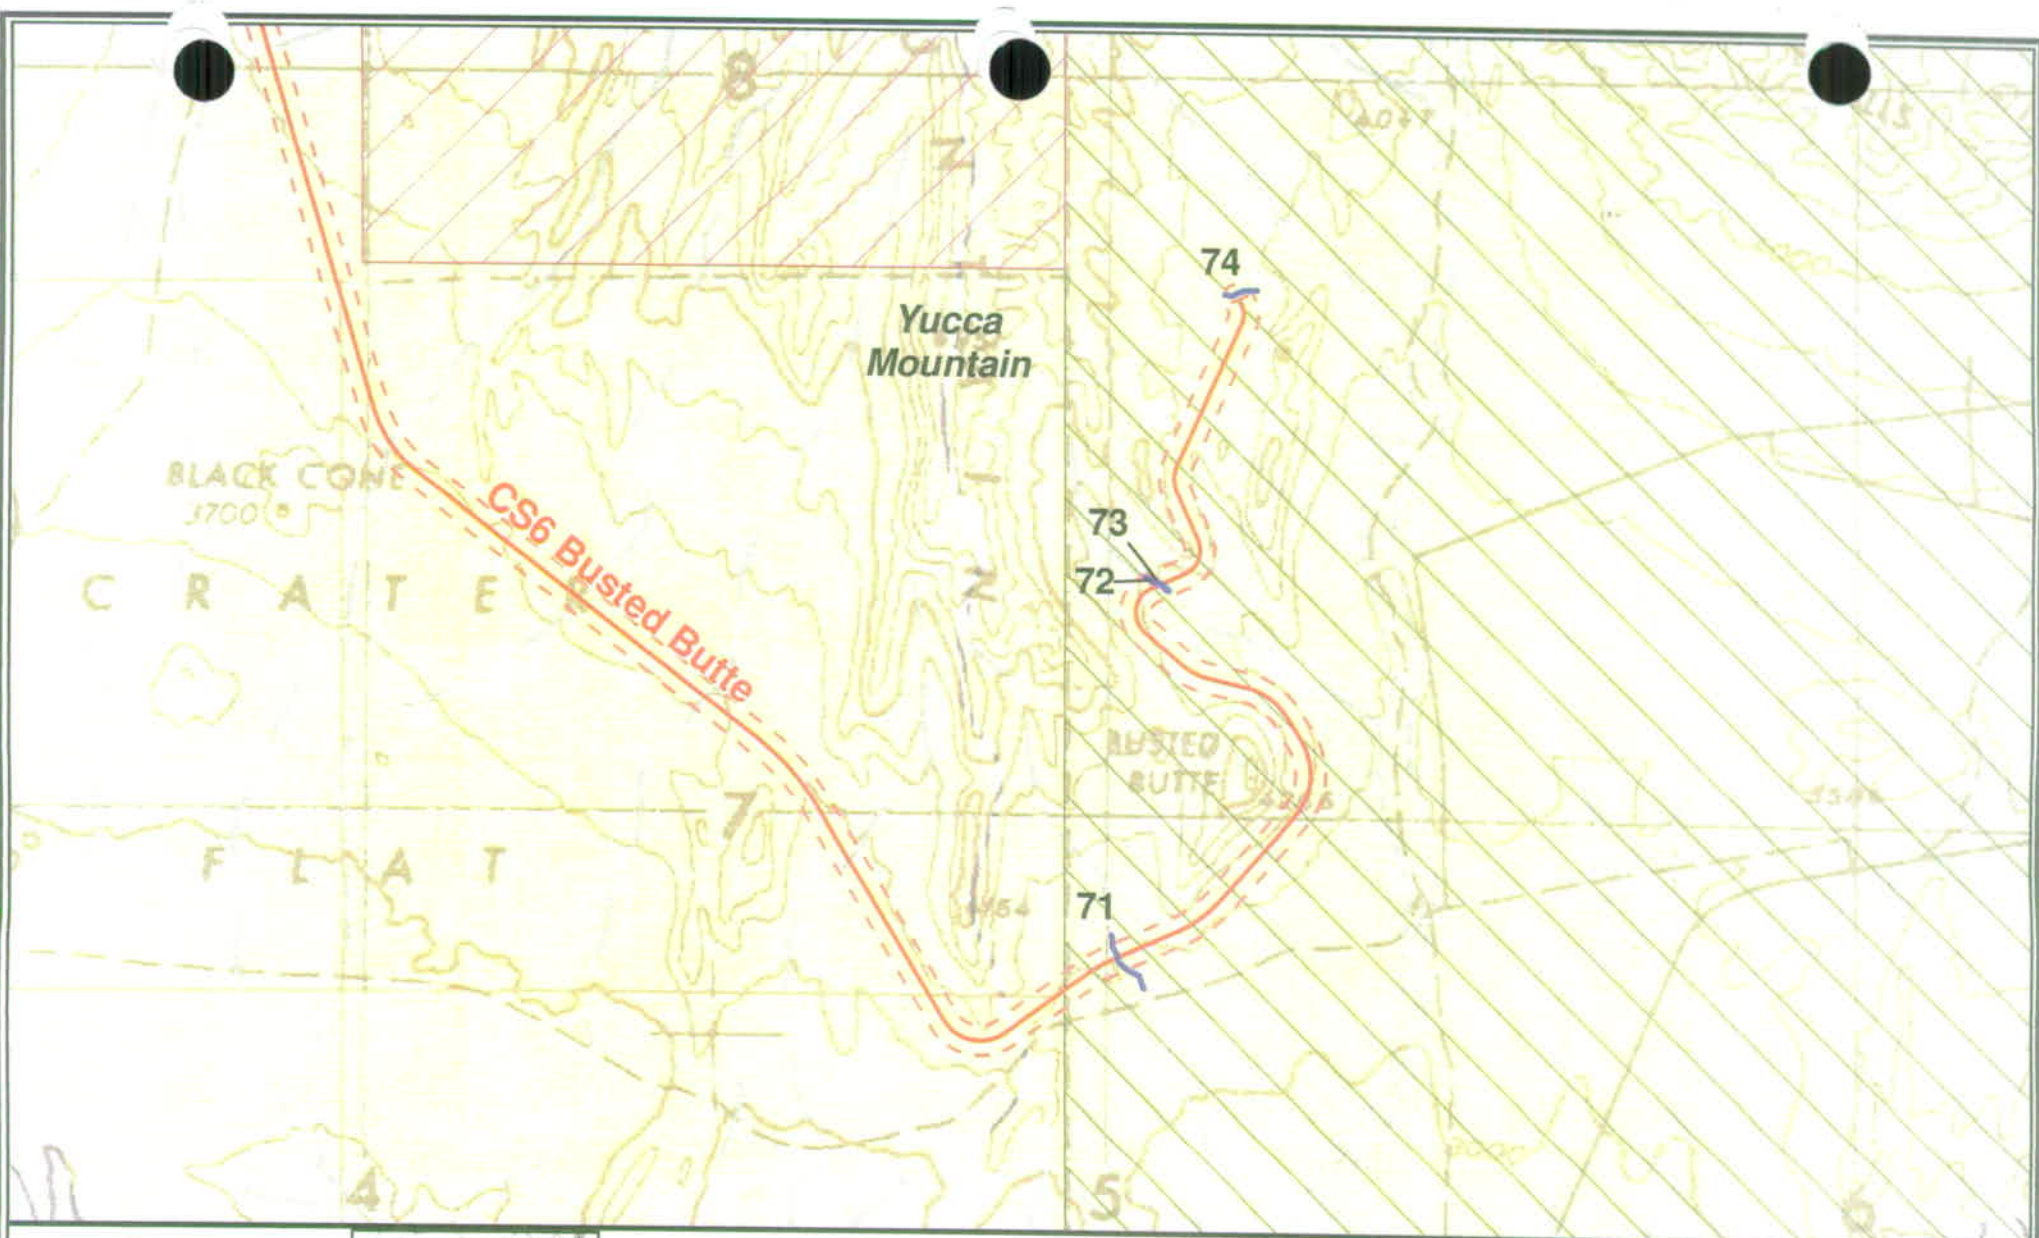 8
Yucca
Mountain
74
BLACK CONE
3700
CS6 Busted Butte
73
72
C R A T E R
BUSTED
BUTTE
7
F L A T
71
4
5
6